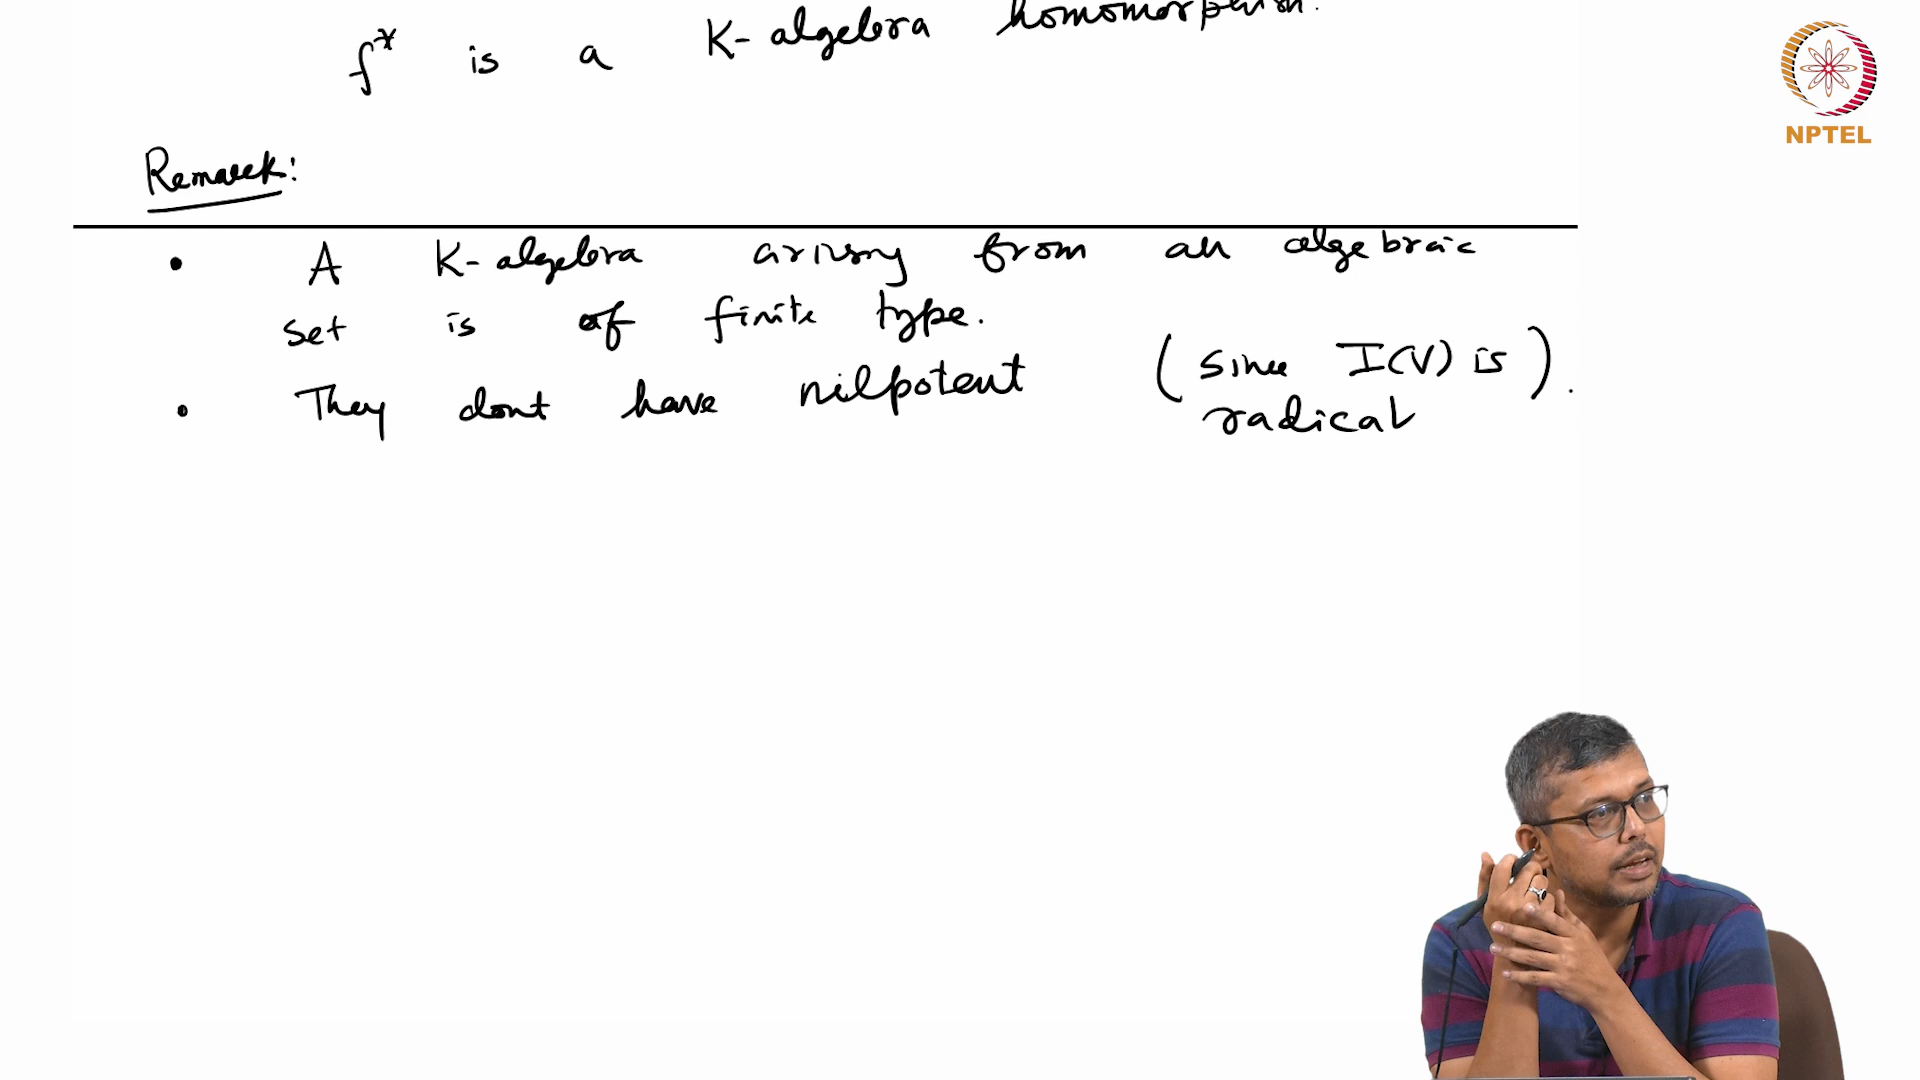 f* is a K-algebra homomorphism.
NPTEL
Remark:
• A K-algebra arising from an algebraic
set is of finite type.
• They dont have nilpotent (since I(V) is
radical).